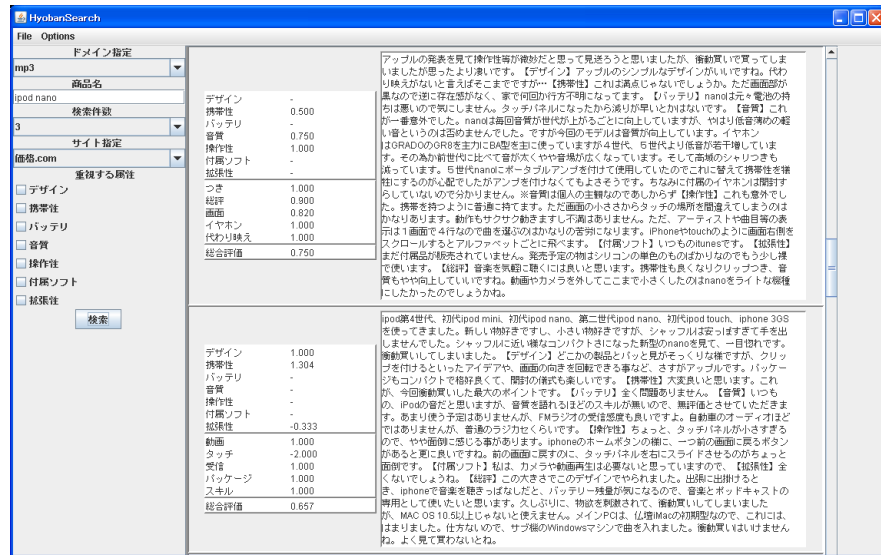 HyobanSearch
File Options
ドメイン指定
mp3
商品名
ipod nano
検索件数
3
サイト指定
価格.com
重視する属性
デザイン
携帯性
バッテリ
音質
操作性
付属ソフト
拡張性
検索
デザイン -
携帯性 0.500
バッテリ -
音質 0.750
操作性 1.000
付属ソフト -
拡張性 -
つき 1.000
総評 0.900
画面 0.820
イヤホン 1.000
代わり映え 1.000
総合評価 0.750
アップルの発表を見て操作性等が微妙だと思って見送ろうと思いましたが、衝動買いで買ってしま
いましたが思ったより凄いです。【デザイン】アップルのシンプルなデザインがいいですね。代わ
り映えがないと言えばそこまでですが…【携帯性】これは満点じゃないでしょうか。ただ画面部が
黒なので逆に存在感がなく、家で何回か行方不明になってます。【バッテリ】nanoは元々電池の持
ちは悪いので気にしません。タッチパネルになったから減りが早いとかはないです。【音質】これ
が一番意外でした。nanoは毎回音質が世代が上がるごとに向上していますが、やはり低音薄めの軽
い音というのは否めませんでした。ですが今回のモデルは音質が向上しています。イヤホン
はGRADOのGR8を主力にBA型を主に使っていますが４代、５世代より低音が若干増していま
す。その為か前世代に比べて音が太くやや音場が広くなっています。そして高域のシャリつきも
減っています。５世代nanoにポータブルアンプを付けて使用していたのでこれに替えて携帯性を犠
牲にするのが心配でしたがアンプを付けなくてもよさそうです。ちなみに付属のイヤホンは開封す
らしていないので分かりません。※音質は個人の主観なのであしからず【操作性】これも意外でし
た。携帯を持つように普通に持てます。ただ画面の小ささからタッチの場所を間違えてしまうのは
かなりあります。動作もサクサク動きますし不満はありません。ただ、アーティストや曲目等の表
示は１画面で４行なので曲を選ぶのはかなりの苦労になります。iPhoneやtouchのように画面右側を
スクロールするとアルファベットごとに飛べます。【付属ソフト】いつものitunesです。【拡張性】
まだ付属品が販売されていません。発売予定の物はシリコンの単色のものばかりなのでもう少し裸
で使います。【総評】音楽を気軽に聴くには良いと思います。携帯性も良くなりクリップつき、音
質もやや向上していいですね。動画やカメラを外してここまで小さくしたのはnanoをライトな機種
にしたかったのでしょうかね。
デザイン 1.000
携帯性 1.304
バッテリ -
音質 -
操作性 -
付属ソフト -
拡張性 -0.333
動画 1.000
タッチ -2.000
受信 1.000
パッケージ 1.000
スキル 1.000
総合評価 0.657
ipod第4世代、初代ipod mini、初代ipod nano、第二世代ipod nano、初代ipod touch、iphone 3GS
を使ってきました。新しい物好きですし、小さい物好きですが、シャッフルは安っぽすぎて手を出
しませんでした。シャッフルに近い様なコンパクトさになった新型のnanoを見て、一目惚れです。
衝動買いしてしまいました。【デザイン】どこかの製品とパッと見がそっくりな様ですが、クリッ
プを付けるといったアイデアや、画面の向きを回転できる事など、さすがアップルです。パッケー
ジもコンパクトで格好良くて、開封の儀式も楽しいです。【携帯性】大変良いと思います。これ
が、今回衝動買いした最大のポイントです。【バッテリ】全く問題ありません。【音質】いつも
の、iPodの音だと思いますが、音質を語れるほどのスキルが無いので、無評価とさせていただきま
す。あまり使う予定はありませんが、FMラジオの受信感度も良いですよ。自動車のオーディオほど
ではありませんが、普通のラジカセくらいです。【操作性】ちょっと、タッチパネルが小さすぎる
ので、やや面倒に感じる事があります。iphoneのホームボタンの様に、一つ前の画面に戻るボタン
があると更に良いですね。前の画面に戻すのに、タッチパネルを右にスライドさせるのがちょっと
面倒です。【付属ソフト】私は、カメラや動画再生は必要ないと思っていますので、【拡張性】全
くないでしょうね。【総評】この大きさでこのデザインでやられました。出張に出掛けると
き、iphoneで音楽を聴きっぱなしだと、バッテリー残量が気になるので、音楽とポッドキャストの
専用として使いたいと思います。久しぶりに、物欲を刺激されて、衝動買いしてしまいました
が、MAC OS 10.5以上じゃないと使えません。メインPCは、仏壇iMacの初期型なので、これには、
はまりました。仕方ないので、サブ機のWindowsマシンで曲を入れました。衝動買いはいけません
ね。よく見て買わないとね。